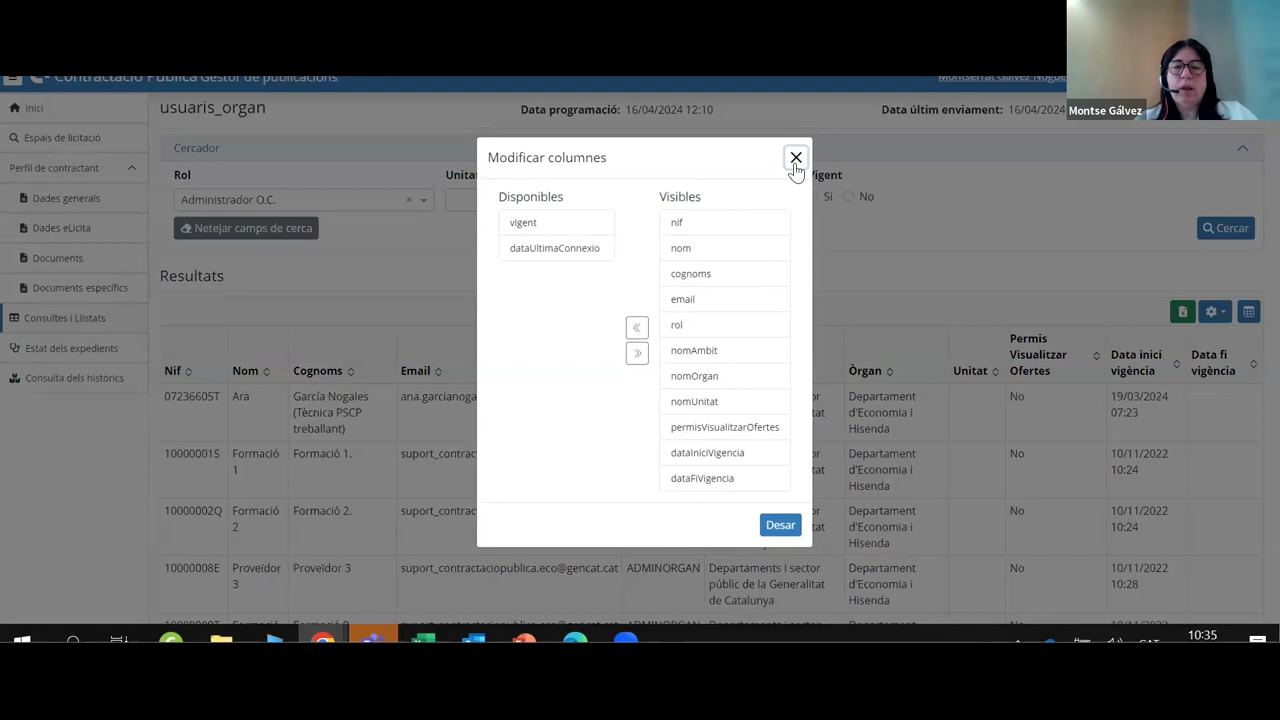 Contractació Pública Gestor de publicacions
Montse Gálvez
Inici
Espais de licitació
Perfil de contractant
Dades generals
Dades eLicita
Documents
Documents específics
Consultes i Llistats
Estat dels expedients
Consulta dels històrics
usuaris_organ
Data programació: 16/04/2024 12:10
Data últim enviament: 16/04/2024
Cercador
Rol
Administrador O.C.
Netejar camps de cerca
Sí
No
Cercar
Resultats
Modificar columnes
Disponibles
vigent
dataUltimaConnexio
Visibles
nif
nom
cognoms
email
rol
nomAmbit
nomOrgan
nomUnitat
permisVisualitzarOfertes
dataIniciVigencia
dataFiVigencia
Desar
Nif
Nom
Cognoms
Email
Òrgan
Unitat
Permis
Visualitzar
Ofertes
Data inici
vigència
Data fi
vigència
07236605T
Ara
García Nogales
(Tècnica PSCP
treballant)
Departament
d'Economia i
Hisenda
No
19/03/2024
07:23
10000001S
Formació
1
Formació 1.
Departament
d'Economia i
Hisenda
No
10/11/2022
10:24
10000002Q
Formació
2
Formació 2.
Departament
d'Economia i
Hisenda
No
10/11/2022
10:24
10000008E
Proveïdor
3
Proveïdor 3
suport_contractaciopublica.eco@gencat.cat
ADMINORGAN
Departaments i sector
públic de la Generalitat
de Catalunya
Departament
d'Economia i
Hisenda
No
10/11/2022
10:28
CAT
10:35